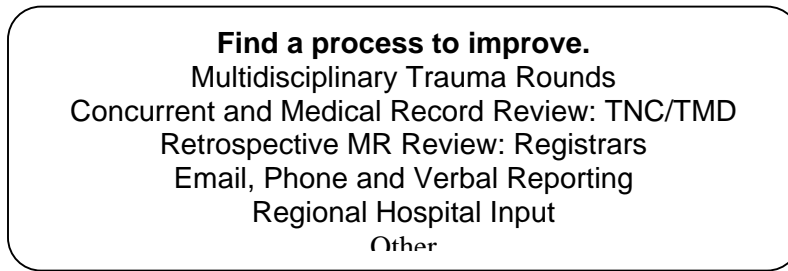 Find a process to improve.
Multidisciplinary Trauma Rounds
Concurrent and Medical Record Review: TNC/TMD
Retrospective MR Review: Registrars
Email, Phone and Verbal Reporting
Regional Hospital Input
Other